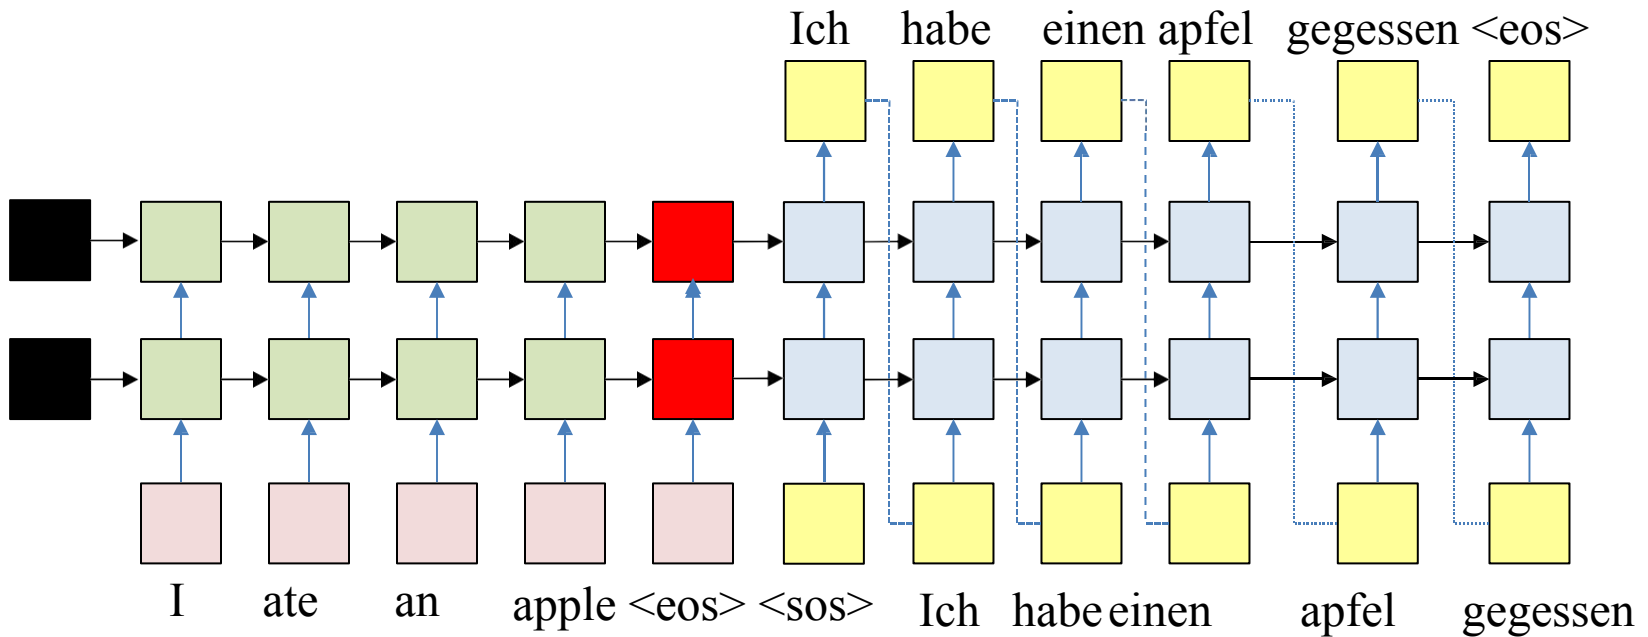 Ich habe einen apfel gegessen <eos>
I ate an apple <eos> <sos> Ich habe einen apfel gegessen